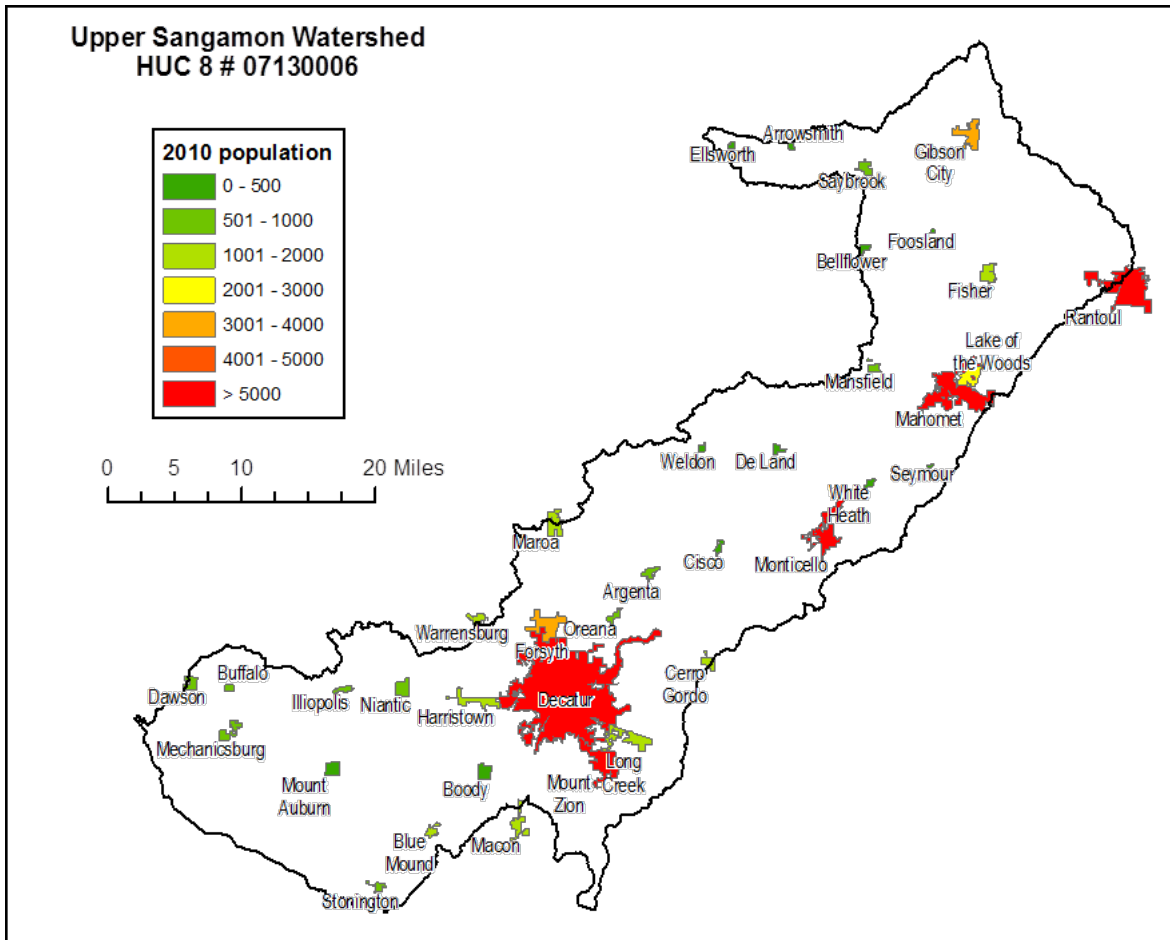 Upper Sangamon Watershed
HUC 8 # 07130006
2010 population
0 - 500
501 - 1000
1001 - 2000
2001 - 3000
3001 - 4000
4001 - 5000
> 5000
0 5 10 20 Miles
Arrowsmith
Ellsworth
Gibson
City
Saybrook
Foosland
Bellflower
Fisher
Rantoul
Lake of
the Woods
Mansfield
Mahomet
Weldon
De Land
Seymour
White
Heath
Maroa
Cisco
Monticello
Argenta
Warrensburg
Oreana
Forsyth
Cerro
Gordo
Buffalo
Dawson
Illiopolis
Niantic
Harristown
Decatur
Mechanicsburg
Long
Creek
Mount
Auburn
Boody
Mount
Zion
Blue
Mound
Macon
Stonington